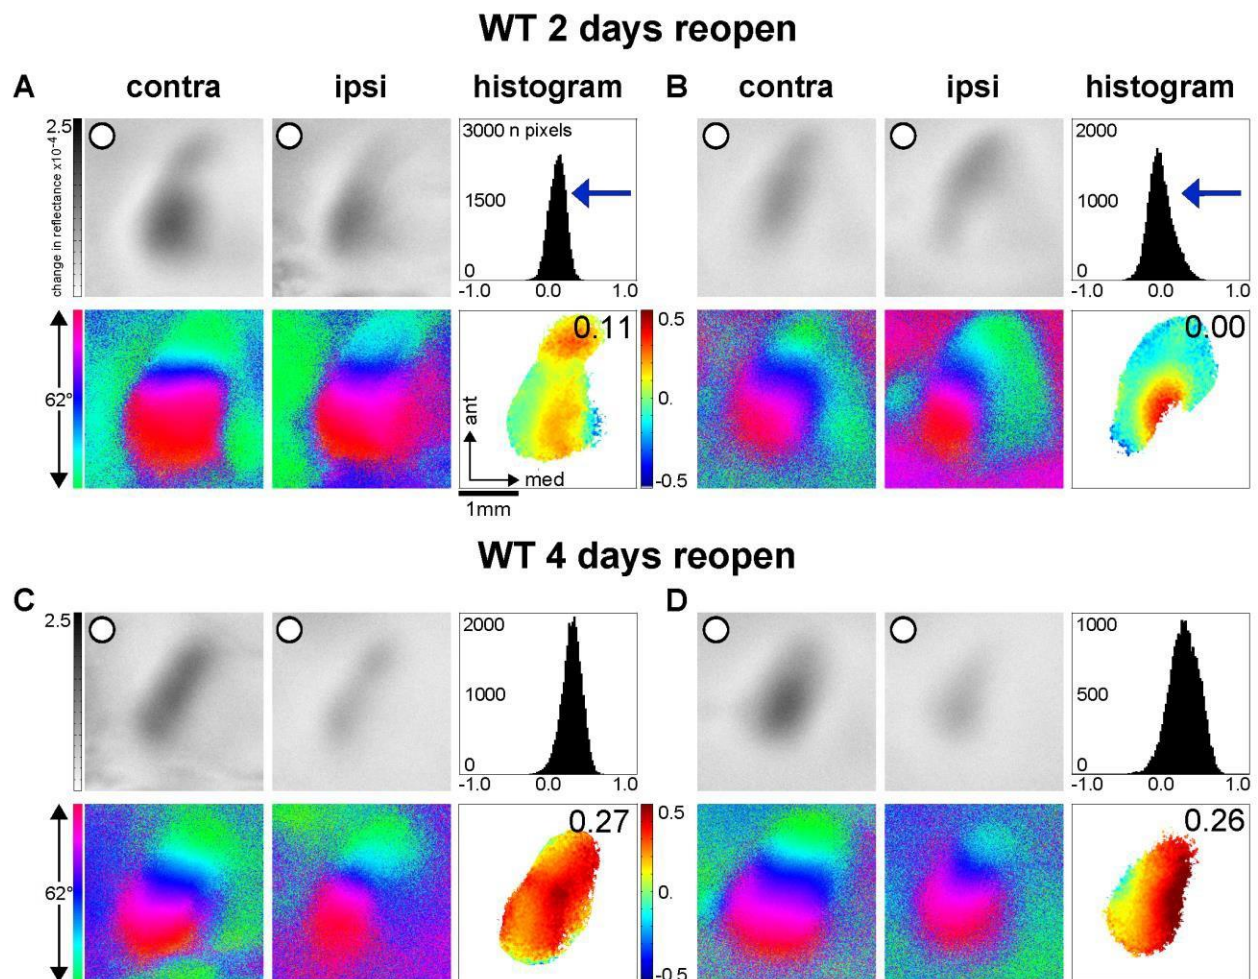 WT 2 days reopen
A contra ipsi histogram B contra ipsi histogram
2.5
change in reflectance x10-4
3000 n pixels
1500
0
-1.0 0.0 1.0
2000
1000
0
-1.0 0.0 1.0
62°
0.11
ant
med
1mm
0.5
0.
-0.5
0.00
WT 4 days reopen
C D
2.5
2000
1000
0
-1.0 0.0 1.0
1000
500
0
-1.0 0.0 1.0
62°
0.27
0.5
0.
-0.5
0.26